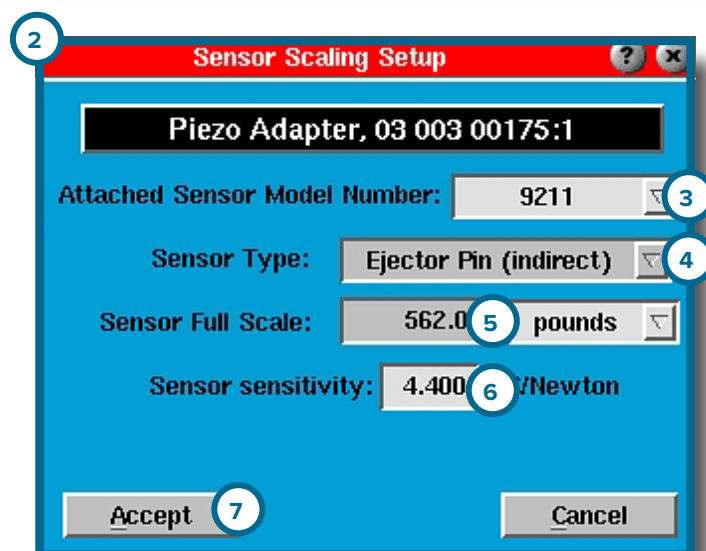 2
Sensor Scaling Setup ? ×
Piezo Adapter, 03 003 00175:1
Attached Sensor Model Number: 9211 3
Sensor Type: Ejector Pin (indirect) 4
Sensor Full Scale: 562.0 5 pounds
Sensor sensitivity: 4.400 6 /Newton
Accept 7 Cancel